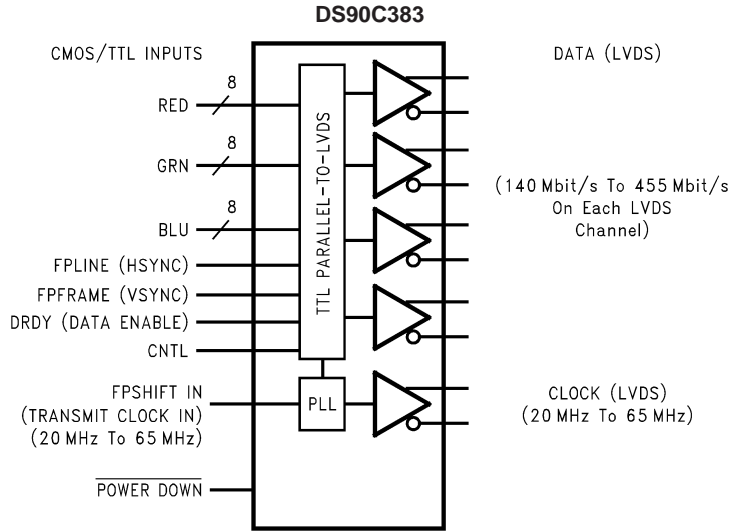 DS90C383
CMOS/TTL INPUTS
DATA (LVDS)
RED
8
GRN
8
BLU
8
FPLINE (HSYNC)
FPFRAME (VSYNC)
DRDY (DATA ENABLE)
CNTL
TTL PARALLEL-TO-LVDS
(140 Mbit/s To 455 Mbit/s
On Each LVDS
Channel)
FPSHIFT IN
(TRANSMIT CLOCK IN)
(20 MHz To 65 MHz)
PLL
CLOCK (LVDS)
(20 MHz To 65 MHz)
POWER DOWN